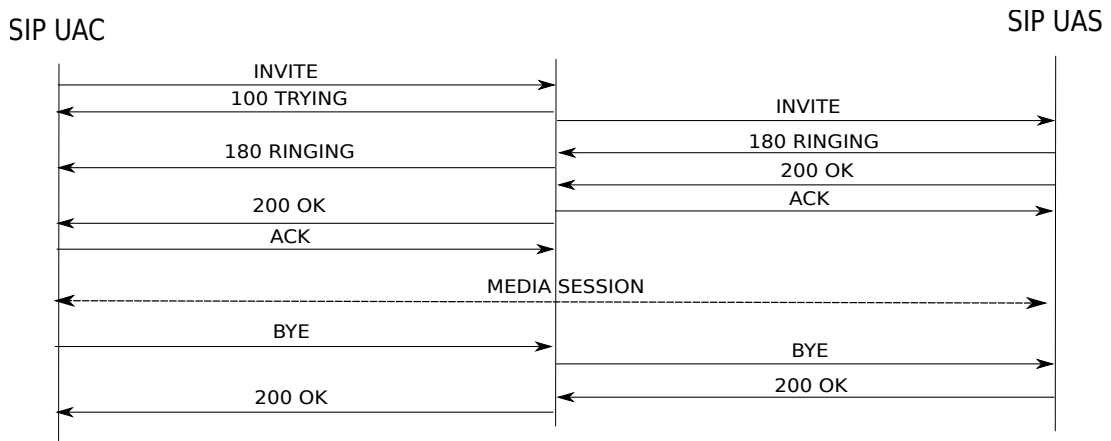 SIP UAC
SIP UAS
INVITE
100 TRYING
INVITE
180 RINGING
180 RINGING
200 OK
200 OK
ACK
ACK
MEDIA SESSION
BYE
BYE
200 OK
200 OK